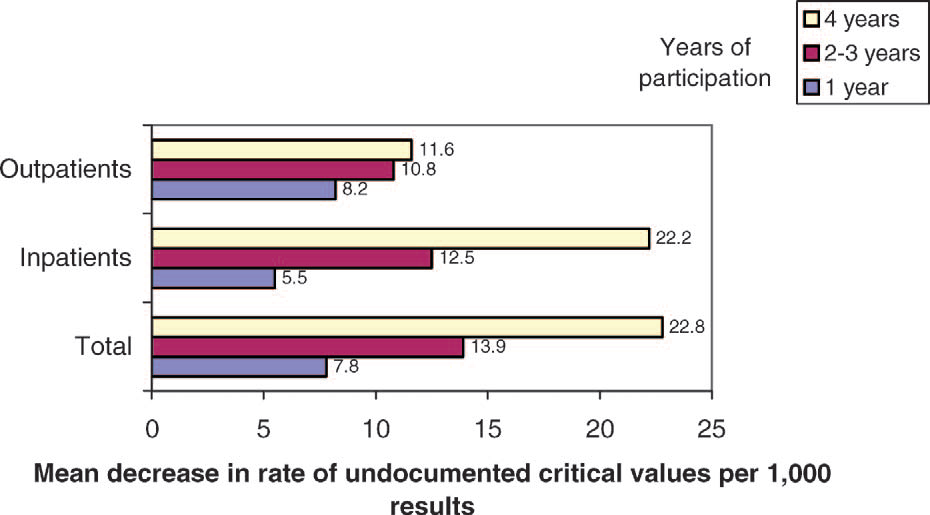 Years of
participation
4 years
2-3 years
1 year
Outpatients
11.6
10.8
8.2
Inpatients
22.2
12.5
5.5
Total
22.8
13.9
7.8
0 5 10 15 20 25
Mean decrease in rate of undocumented critical values per 1,000
results